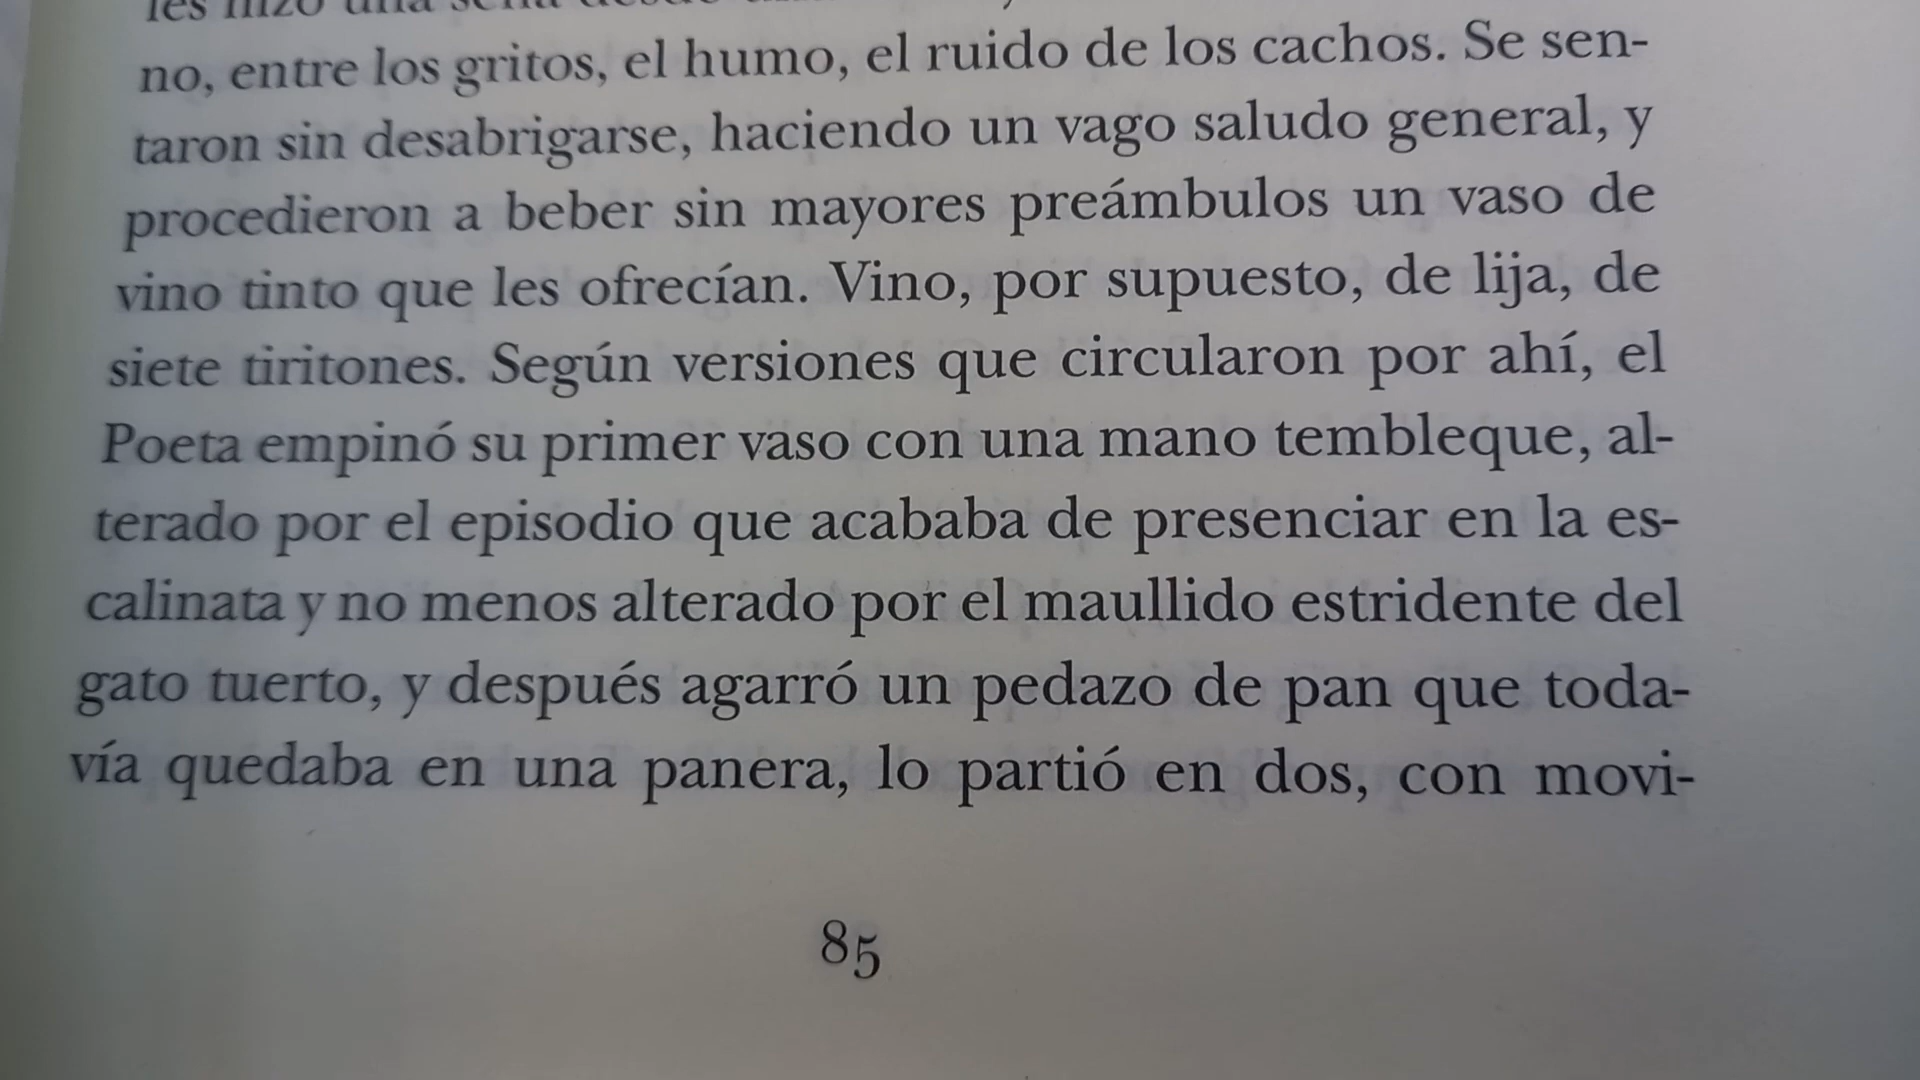 les hizo una seña desde
no, entre los gritos, el humo, el ruido de los cachos. Se sen-
taron sin desabrigarse, haciendo un vago saludo general, y
procedieron a beber sin mayores preámbulos un vaso de
vino tinto que les ofrecían. Vino, por supuesto, de lija, de
siete tiritones. Según versiones que circularon por ahí, el
Poeta empinó su primer vaso con una mano tembleque, al-
terado por el episodio que acababa de presenciar en la es-
calinata y no menos alterado por el maullido estridente del
gato tuerto, y después agarró un pedazo de pan que toda-
vía quedaba en una panera, lo partió en dos, con movi-
85